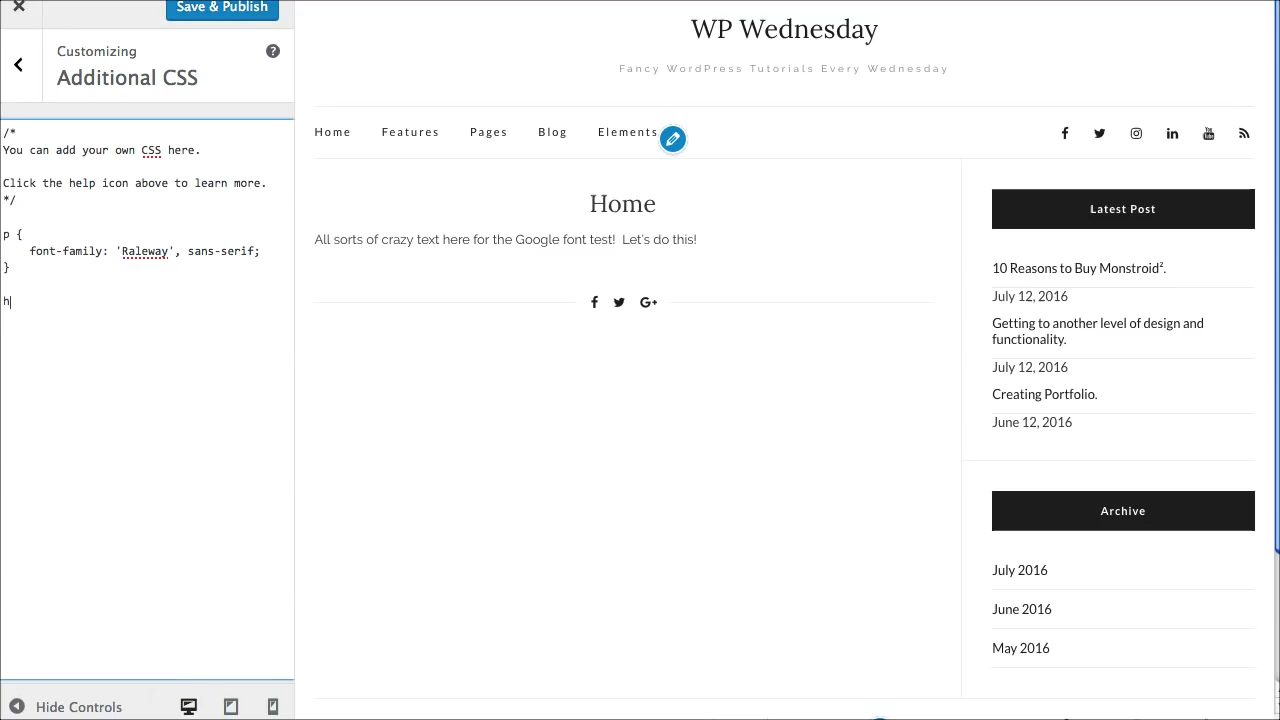 Save & Publish
Customizing
Additional CSS
/*
You can add your own CSS here.
Click the help icon above to learn more.
*/
p {
font-family: 'Raleway', sans-serif;
}
h
Hide Controls
WP Wednesday
Fancy WordPress Tutorials Every Wednesday
Home Features Pages Blog Elements
Home
All sorts of crazy text here for the Google font test! Let's do this!
Latest Post
10 Reasons to Buy Monstroid².
July 12, 2016
Getting to another level of design and
functionality.
July 12, 2016
Creating Portfolio.
June 12, 2016
Archive
July 2016
June 2016
May 2016